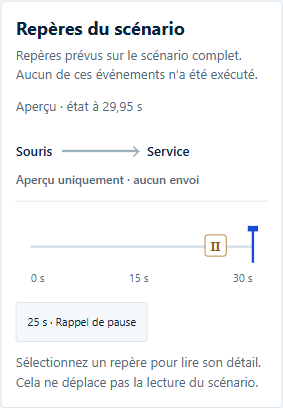 Repères du scénario
Repères prévus sur le scénario complet.
Aucun de ces événements n'a été exécuté.
Aperçu · état à 29,95 s
Souris → Service
Aperçu uniquement · aucun envoi
II
0 s 15 s 30 s
25 s · Rappel de pause
Sélectionnez un repère pour lire son détail.
Cela ne déplace pas la lecture du scénario.